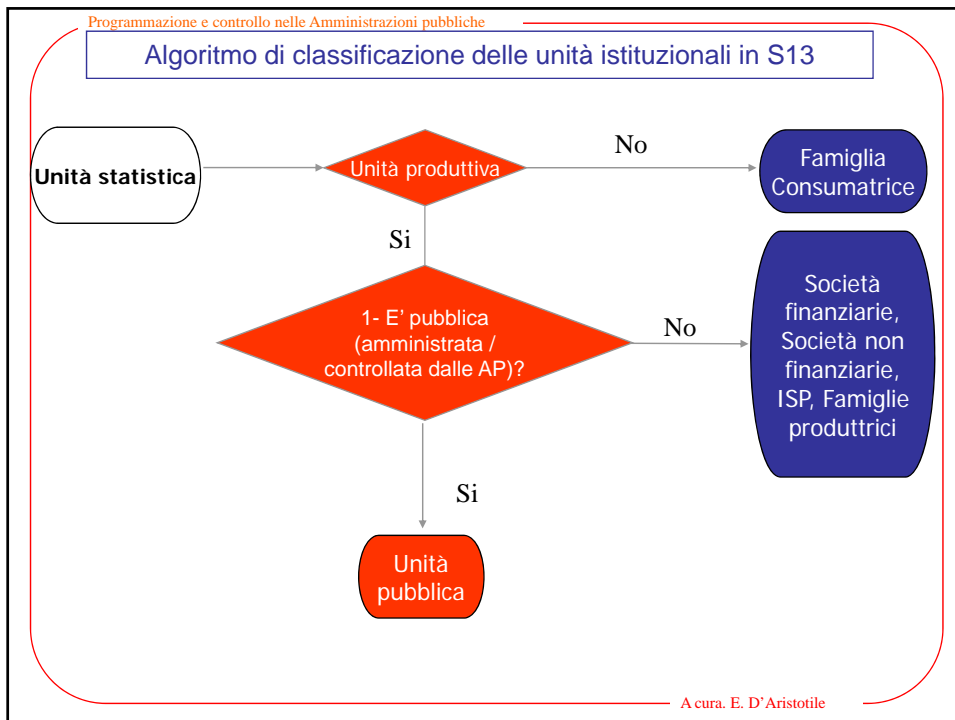 Programmazione e controllo nelle Amministrazioni pubbliche
Algoritmo di classificazione delle unità istituzionali in S13
Unità statistica
Unità produttiva
No
Famiglia
Consumatrice
Si
1- E' pubblica
(amministrata /
controllata dalle AP)?
No
Società
finanziarie,
Società non
finanziarie,
ISP, Famiglie
produttrici
Si
Unità
pubblica
A cura. E. D'Aristotile